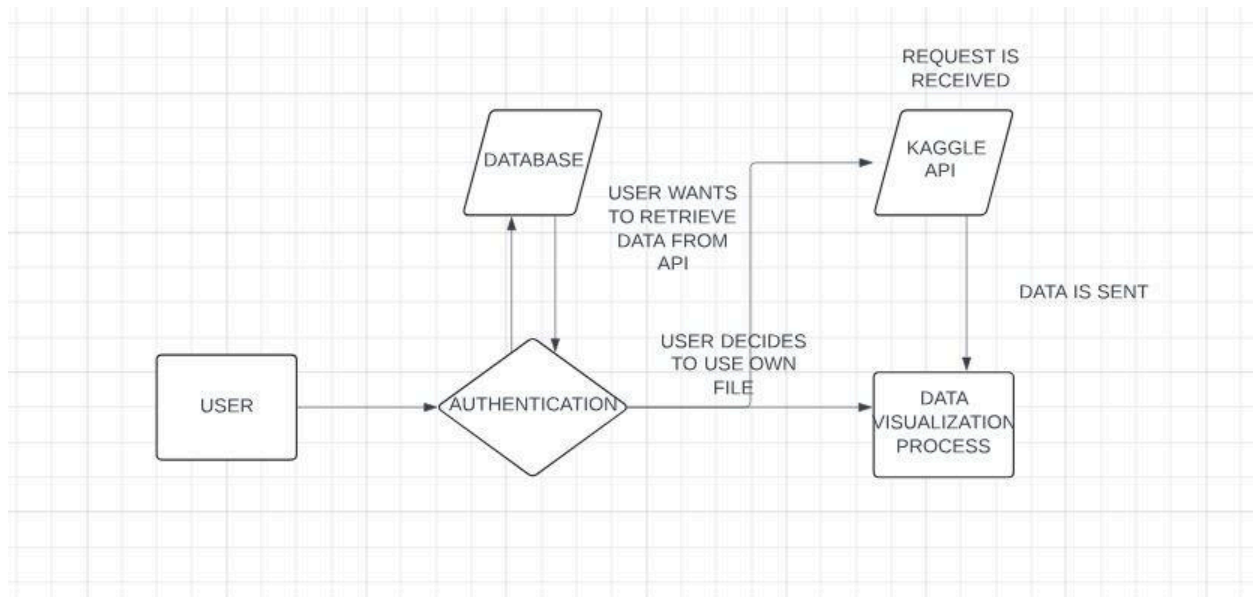 REQUEST IS
RECEIVED
DATABASE
KAGGLE
API
USER WANTS
TO RETRIEVE
DATA FROM
API
DATA IS SENT
USER DECIDES
TO USE OWN
FILE
USER
AUTHENTICATION
DATA
VISUALIZATION
PROCESS